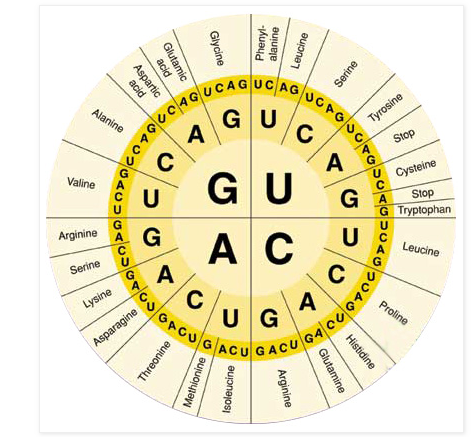 Phenyl-
alanine
Leucine
Serine
Tyrosine
Stop
Cysteine
Stop
Tryptophan
Leucine
Proline
Histidine
Glutamine
Arginine
Isoleucine
Methionine
Threonine
Asparagine
Lysine
Serine
Arginine
Valine
Alanine
Aspartic
acid
Glutamic
acid
Glycine
U C A G U C A G U C A G U C A G
U C A G U C A G U C A G U C A G
U C A G U C A G U C A G U C A G
U C A G U C A G U C A G U C A G
U C A G
U C A G
U C A G
U C A G
G U
A C